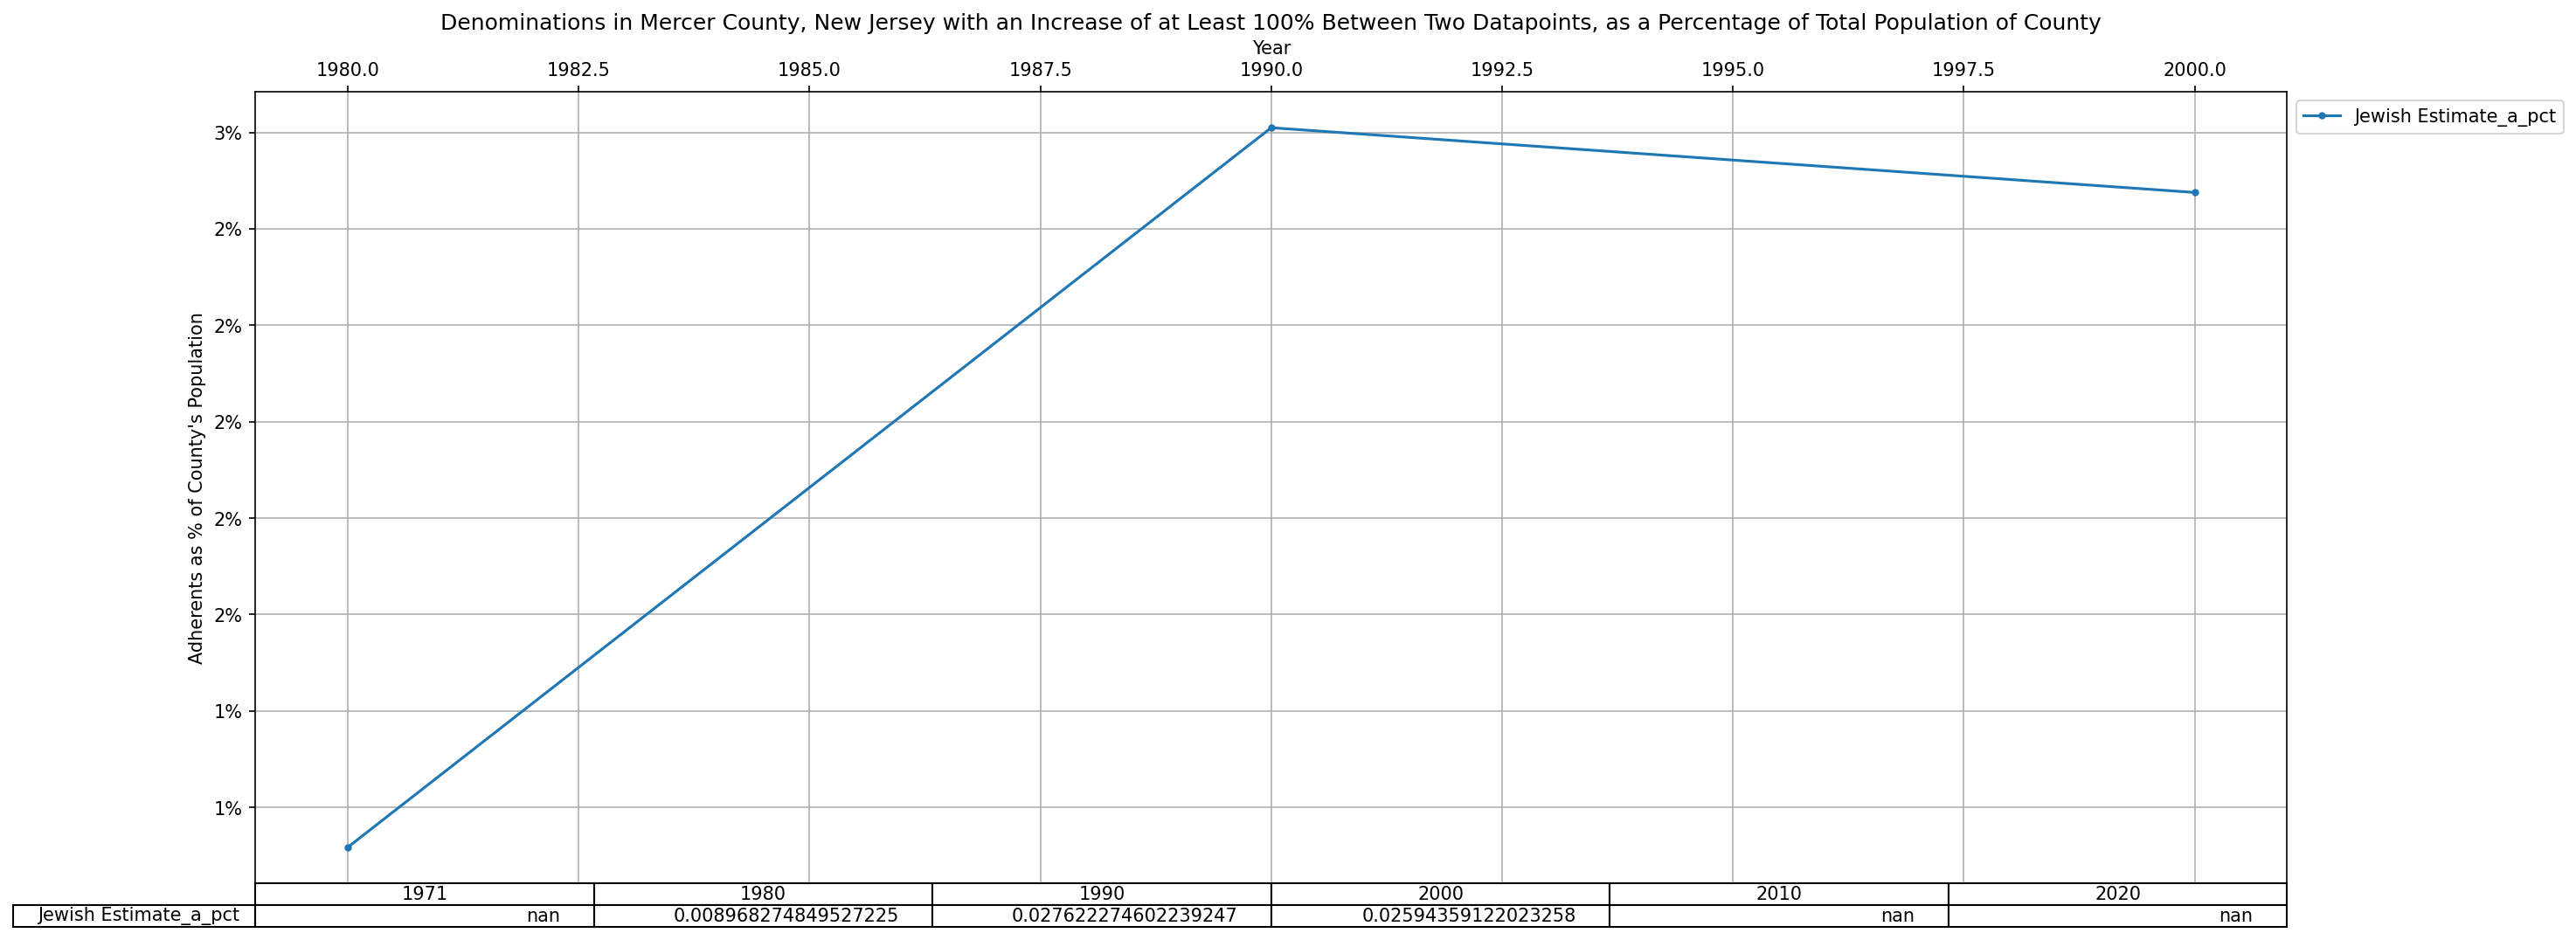 Denominations in Mercer County, New Jersey with an Increase of at Least 100% Between Two Datapoints, as a Percentage of Total Population of County
Year
1980.0 1982.5 1985.0 1987.5 1990.0 1992.5 1995.0 1997.5 2000.0
Jewish Estimate_a_pct
Adherents as % of County's Population
3%
2%
2%
2%
2%
2%
1%
1%
1971 1980 1990 2000 2010 2020
Jewish Estimate_a_pct nan 0.008968274849527225 0.027622274602239247 0.02594359122023258 nan nan